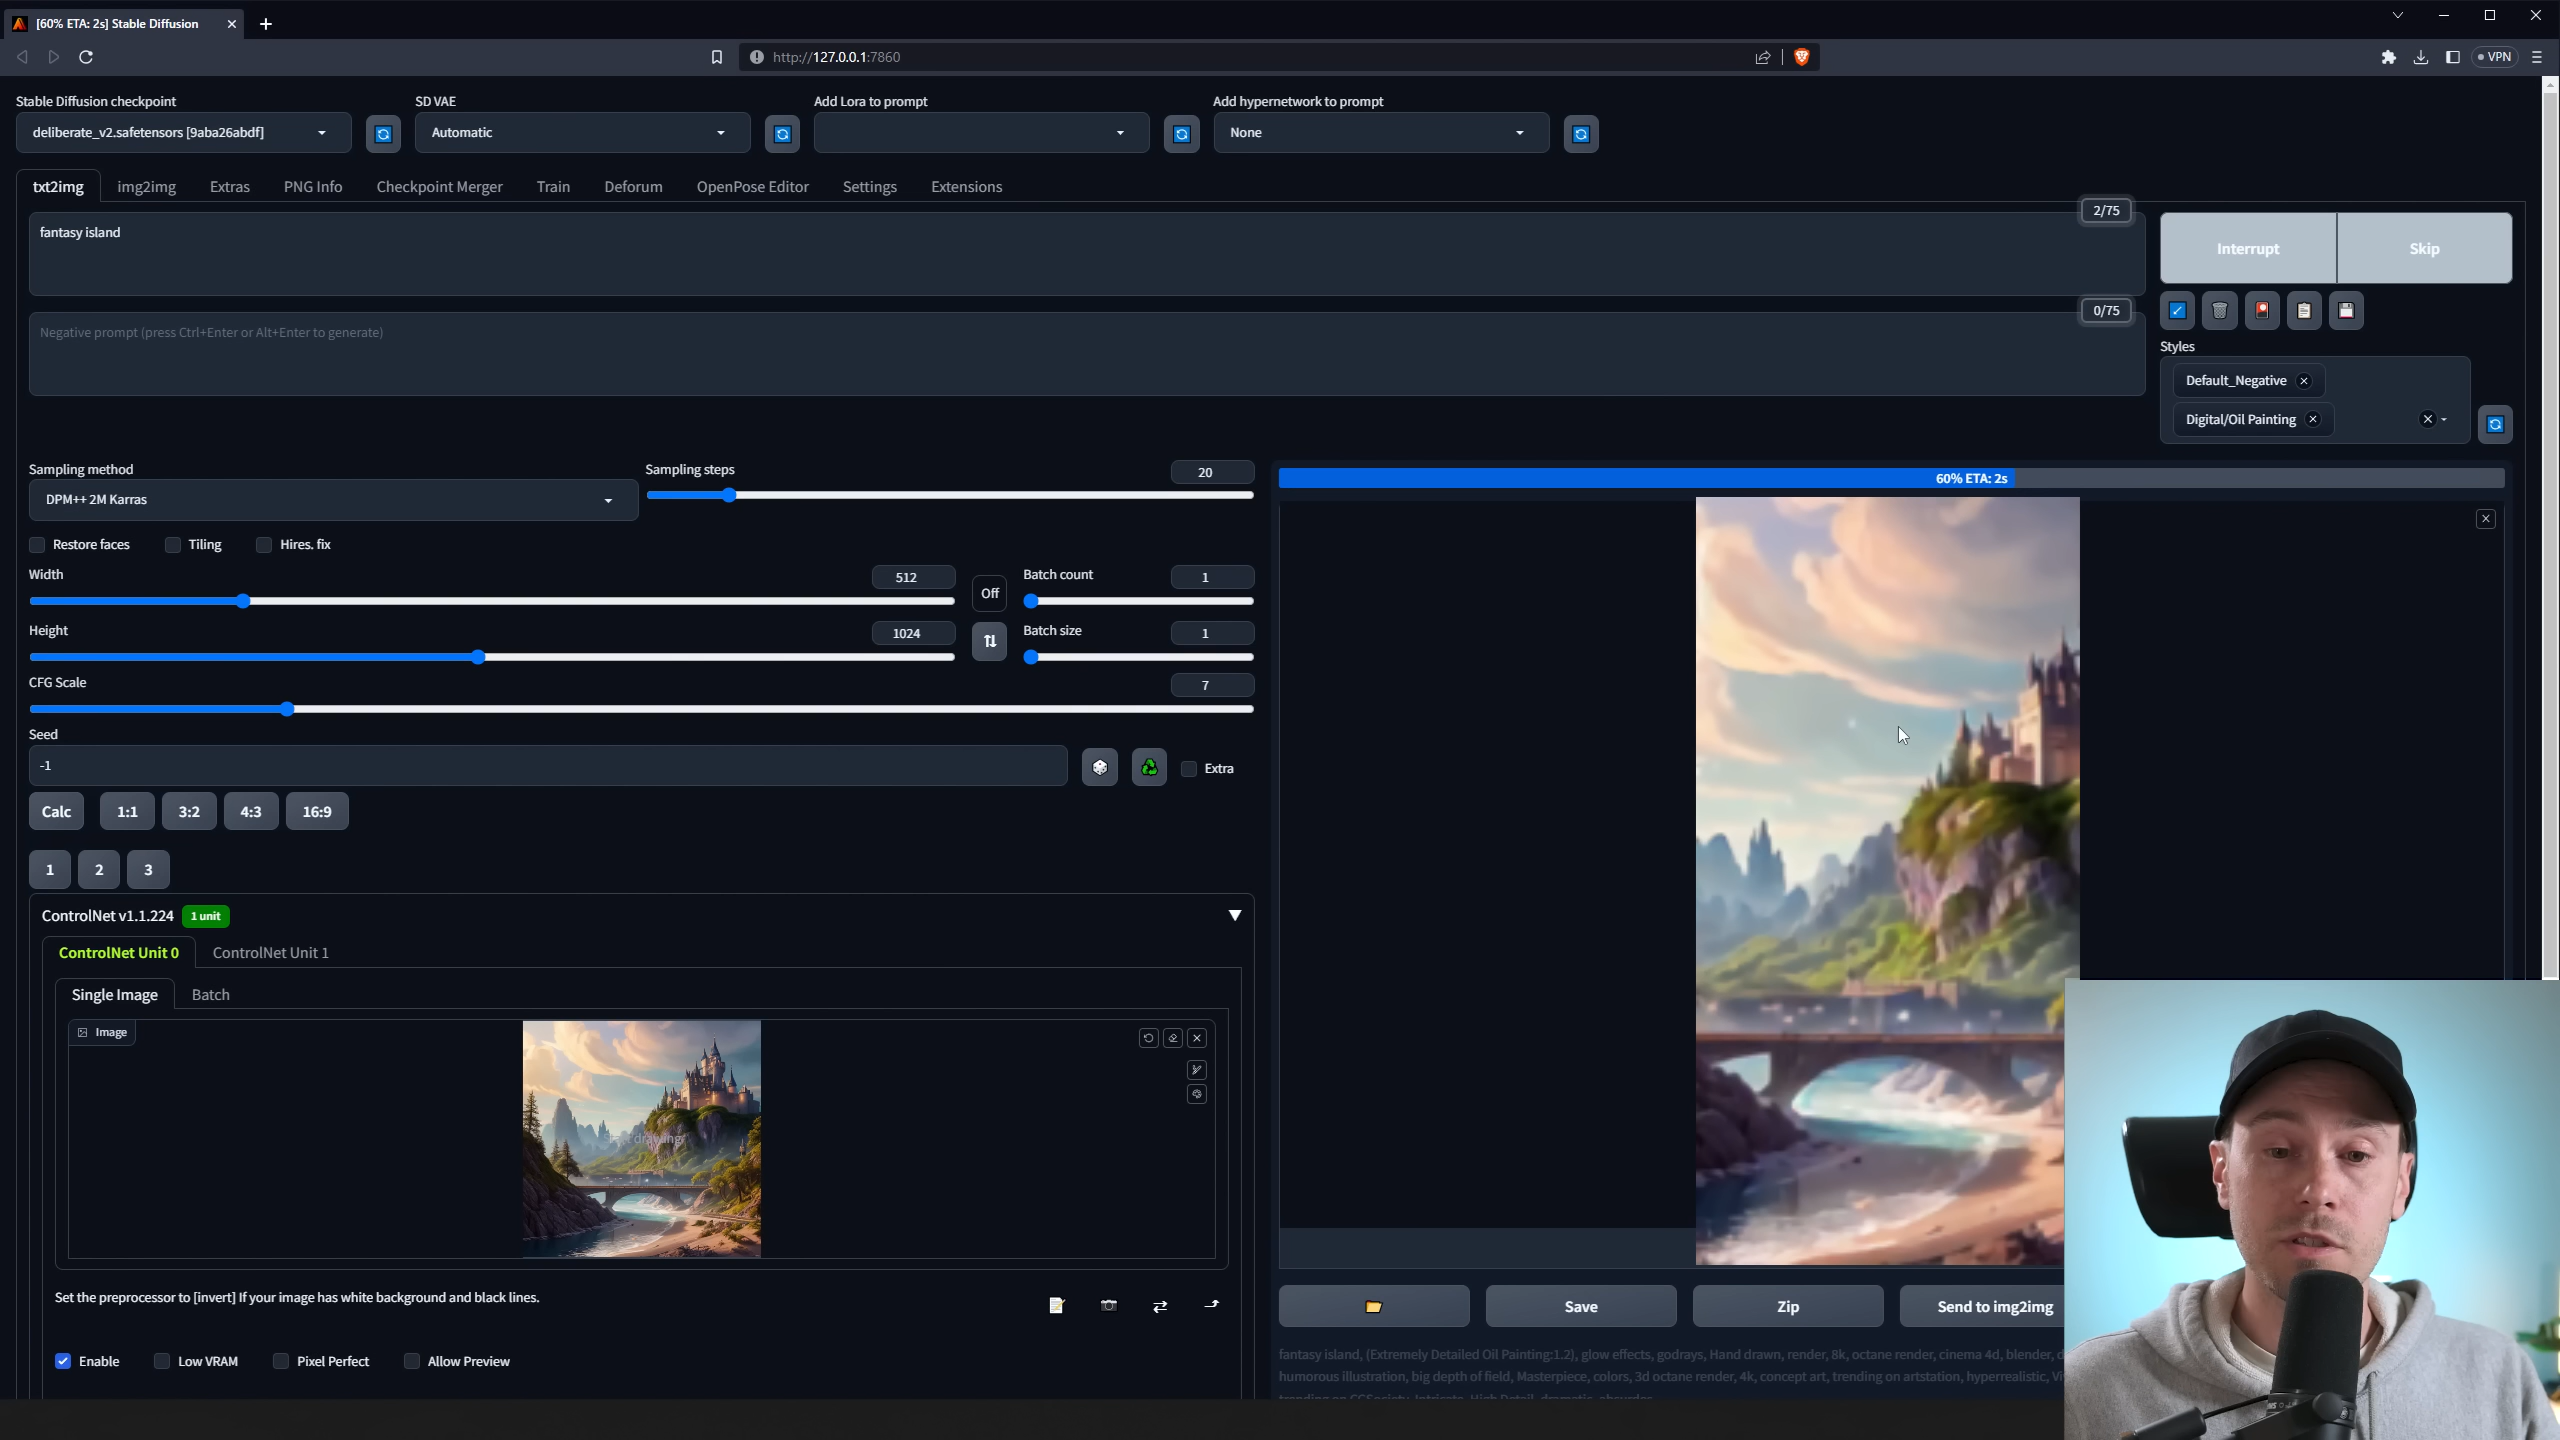 [60% ETA: 2s] Stable Diffusion
http://127.0.0.1:7860
VPN
Stable Diffusion checkpoint
SD VAE
Add Lora to prompt
Add hypernetwork to prompt
deliberate_v2.safetensors [9aba26abdf]
Automatic
None
txt2img
img2img
Extras
PNG Info
Checkpoint Merger
Train
Deforum
OpenPose Editor
Settings
Extensions
2/75
fantasy island
Interrupt
Skip
0/75
Negative prompt (press Ctrl+Enter or Alt+Enter to generate)
Styles
Default_Negative
Digital/Oil Painting
Sampling method
DPM++ 2M Karras
Sampling steps
20
60% ETA: 2s
Restore faces
Tiling
Hires. fix
Width
512
Off
Batch count
1
Height
1024
Batch size
1
CFG Scale
7
Seed
-1
Extra
Calc
1:1
3:2
4:3
16:9
1
2
3
ControlNet v1.1.224
1 unit
ControlNet Unit 0
ControlNet Unit 1
Single Image
Batch
Image
Set the preprocessor to [invert] If your image has white background and black lines.
Enable
Low VRAM
Pixel Perfect
Allow Preview
Save
Zip
Send to img2img
fantasy island, (Extremely Detailed Oil Painting:1.2), glow effects, godrays, Hand drawn, render, 8k, octane render, cinema 4d, blender, d
humorous illustration, big depth of field, Masterpiece, colors, 3d octane render, 4k, concept art, trending on artstation, hyperrealistic, Vi